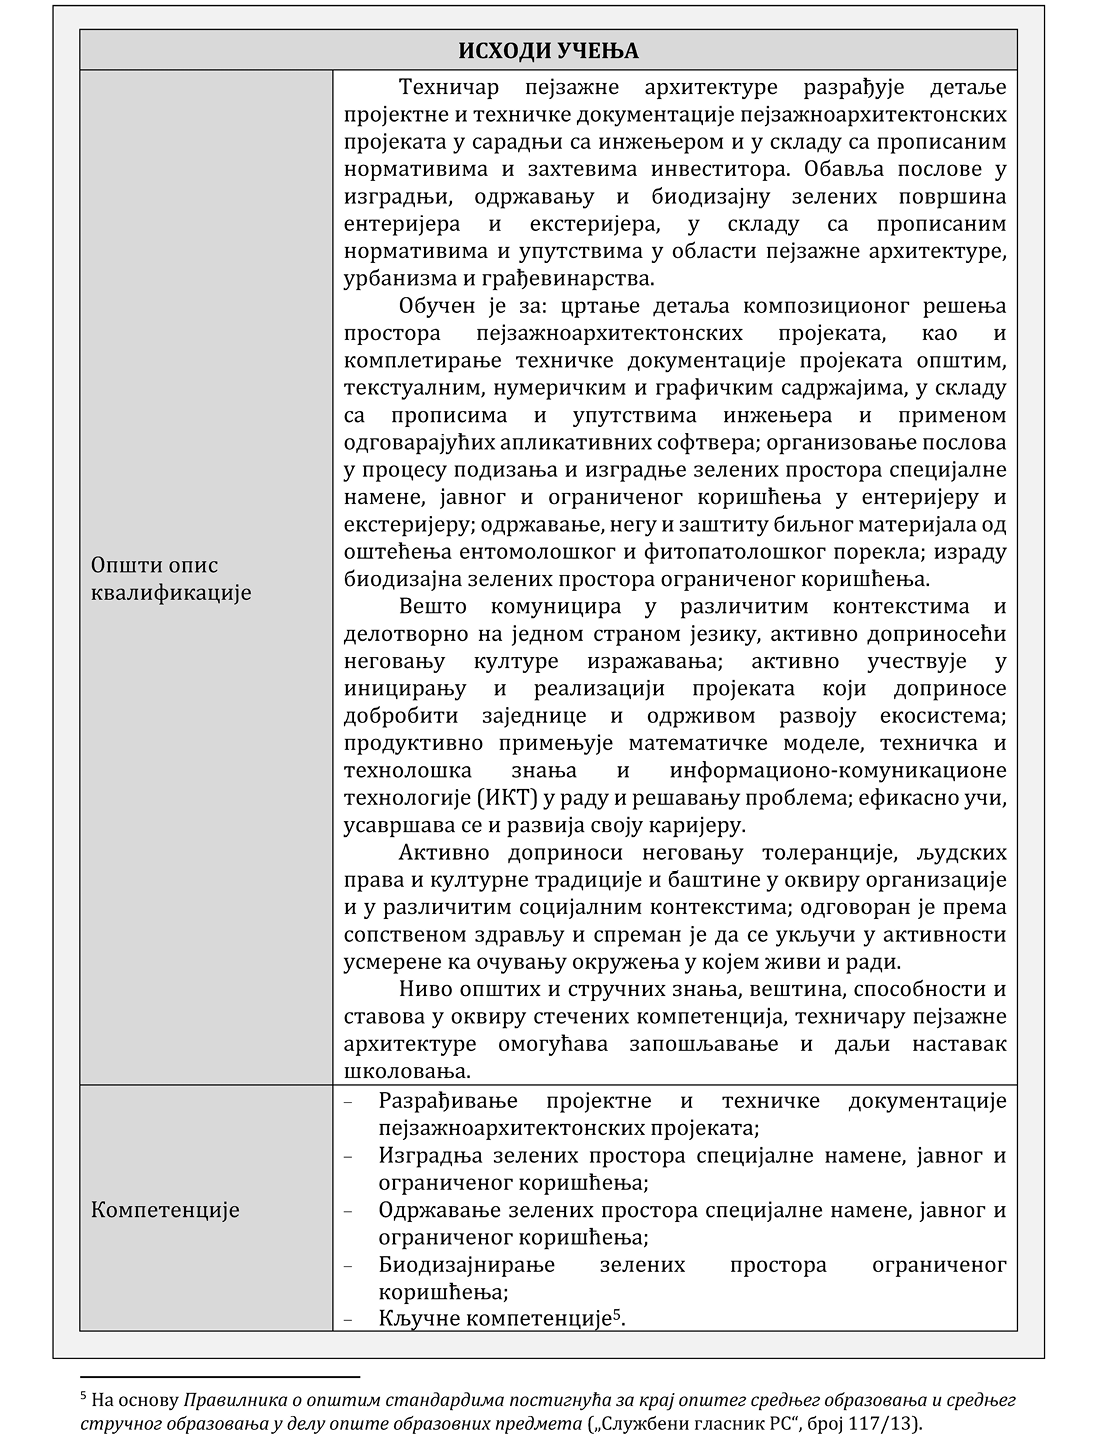 ИСХОДИ УЧЕЊА
Општи опис
квалификације
Техничар пејзажне архитектуре разрађује детаље
пројектне и техничке документације пејзажноархитектонских
пројеката у сарадњи са инжењером и у складу са прописаним
нормативима и захтевима инвеститора. Обавља послове у
изградњи, одржавању и биодизајну зелених површина
ентеријера и екстеријера, у складу са прописаним
нормативима и упутствима у области пејзажне архитектуре,
урбанизма и грађевинарства.
Обучен је за: цртање детаља композиционог решења
простора пејзажноархитектонских пројеката, као и
комплетирање техничке документације пројеката општим,
текстуалним, нумеричким и графичким садржајима, у складу
са прописима и упутствима инжењера и применом
одговарајућих апликативних софтвера; организовање послова
у процесу подизања и изградње зелених простора специјалне
намене, јавног и ограниченог коришћења у ентеријеру и
екстеријеру; одржавање, негу и заштиту биљног материјала од
оштећења ентомолошког и фитопатолошког порекла; израду
биодизајна зелених простора ограниченог коришћења.
Вешто комуницира у различитим контекстима и
делотворно на једном страном језику, активно доприносећи
неговању културе изражавања; активно учествује у
иницирању и реализацији пројеката који доприносе
добробити заједнице и одрживом развоју екосистема;
продуктивно примењује математичке моделе, техничка и
технолошка знања и информационо-комуникационе
технологије (ИКТ) у раду и решавању проблема; ефикасно учи,
усавршава се и развија своју каријеру.
Активно доприноси неговању толеранције, људских
права и културне традиције и баштине у оквиру организације
и у различитим социјалним контекстима; одговоран је према
сопственом здрављу и спреман је да се укључи у активности
усмерене ка очувању окружења у којем живи и ради.
Ниво општих и стручних знања, вештина, способности и
ставова у оквиру стечених компетенција, техничару пејзажне
архитектуре омогућава запошљавање и даљи наставак
школовања.
Компетенције
– Разрађивање пројектне и техничке документације
пејзажноархитектонских пројеката;
– Изградња зелених простора специјалне намене, јавног и
ограниченог коришћења;
– Одржавање зелених простора специјалне намене, јавног и
ограниченог коришћења;
– Биодизајнирање зелених простора ограниченог
коришћења;
– Кључне компетенције⁵.
⁵ На основу Правилника о општим стандардима постигнућа за крај општег средњег образовања и средњег
стручног образовања у делу опште образовних предмета („Службени гласник РС“, број 117/13).